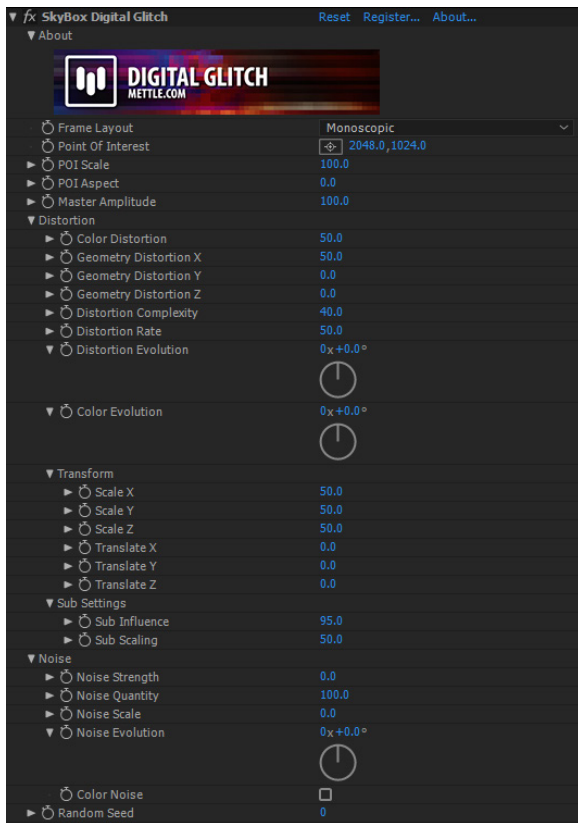 fx SkyBox Digital Glitch Reset Register... About...
About
DIGITAL GLITCH
METTLE.COM
Frame Layout Monoscopic
Point Of Interest 2048.0,1024.0
POI Scale 100.0
POI Aspect 0.0
Master Amplitude 100.0
Distortion
Color Distortion 50.0
Geometry Distortion X 50.0
Geometry Distortion Y 0.0
Geometry Distortion Z 0.0
Distortion Complexity 40.0
Distortion Rate 50.0
Distortion Evolution 0x+0.0°
Color Evolution 0x+0.0°
Transform
Scale X 50.0
Scale Y 50.0
Scale Z 50.0
Translate X 0.0
Translate Y 0.0
Translate Z 0.0
Sub Settings
Sub Influence 95.0
Sub Scaling 50.0
Noise
Noise Strength 0.0
Noise Quantity 100.0
Noise Scale 0.0
Noise Evolution 0x+0.0°
Color Noise
Random Seed 0